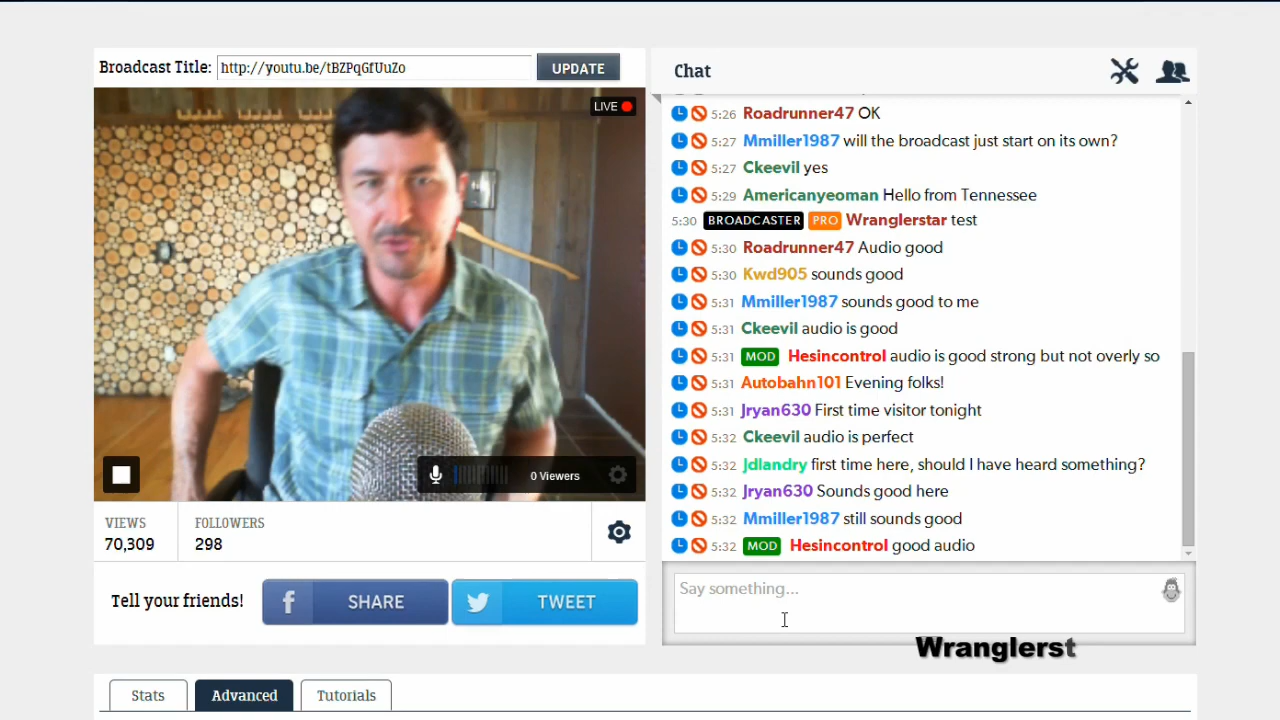 Broadcast Title: http://youtu.be/tBZPqGfUuZo UPDATE
LIVE
0 Viewers
VIEWS
70,309
FOLLOWERS
298
Tell your friends! f SHARE TWEET
Chat
5:26 Roadrunner47 OK
5:27 Mmiller1987 will the broadcast just start on its own?
5:27 Ckeevil yes
5:29 Americanyeoman Hello from Tennessee
5:30 BROADCASTER PRO Wranglerstar test
5:30 Roadrunner47 Audio good
5:30 Kwd905 sounds good
5:31 Mmiller1987 sounds good to me
5:31 Ckeevil audio is good
5:31 MOD Hesincontrol audio is good strong but not overly so
5:31 Autobahn101 Evening folks!
5:31 Jryan630 First time visitor tonight
5:32 Ckeevil audio is perfect
5:32 Jdlandry first time here, should I have heard something?
5:32 Jryan630 Sounds good here
5:32 Mmiller1987 still sounds good
5:32 MOD Hesincontrol good audio
Say something...
Wranglerst
Stats Advanced Tutorials